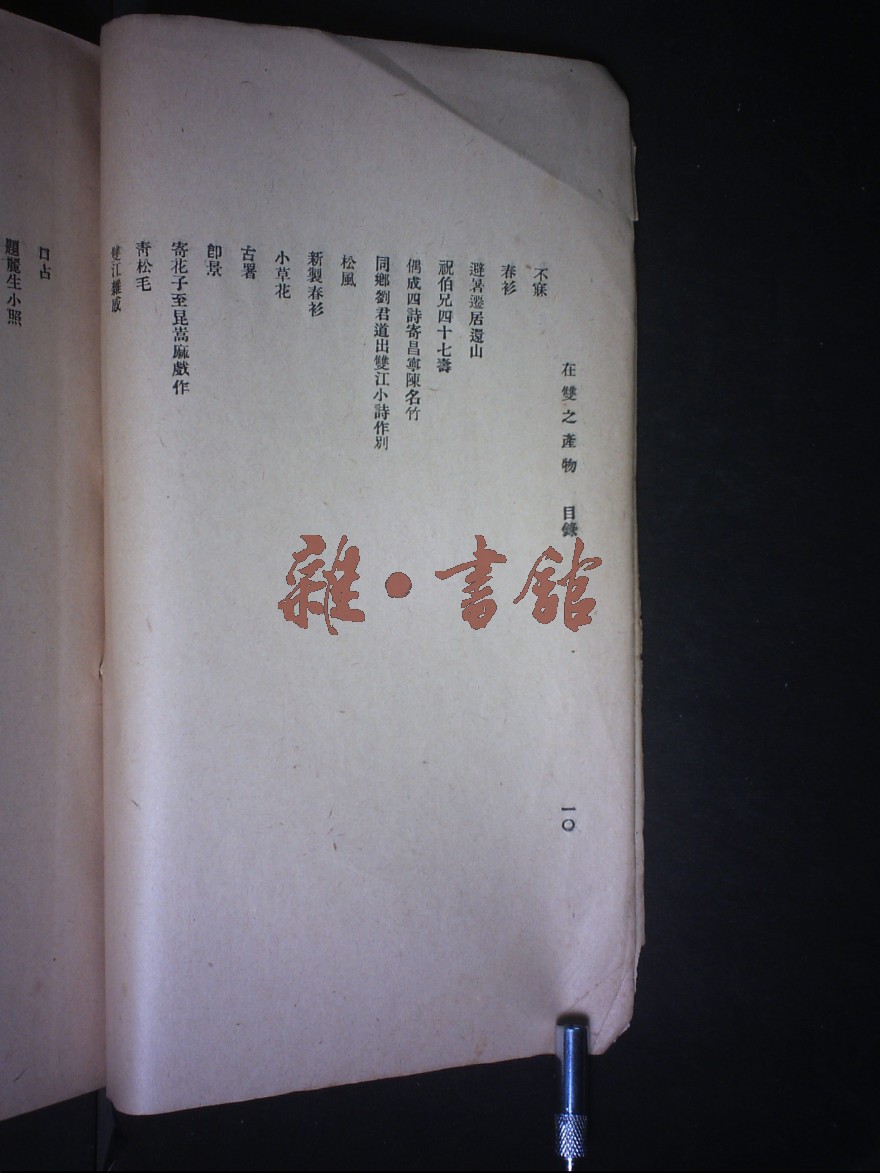 在雙之產物　目錄
一〇
不寐
春衫
避暑遷居還山
祝伯兄四十七壽
偶成四詩寄昌寧陳名竹
同鄉劉君道出雙江小詩作別
松風
新製春衫
小草花
古署
卽景
寄花子至昆嵩麻戲作
靑松毛
雙江雜感
口占
題麗生小照
雜·書館